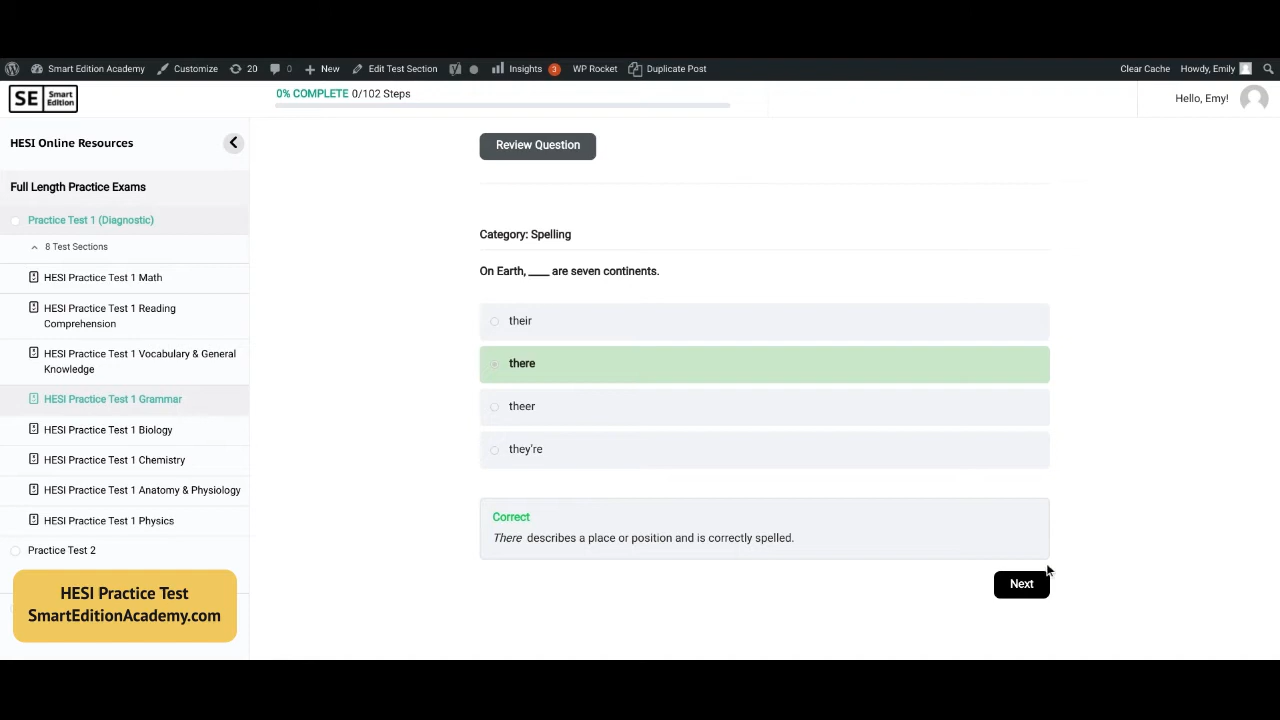 Smart Edition Academy Customize 20 0 New Edit Test Section Insights 3 WP Rocket Duplicate Post Clear Cache Howdy, Emily
SE Smart Edition
0% COMPLETE 0/102 Steps
Hello, Emy!
HESI Online Resources
Full Length Practice Exams
Practice Test 1 (Diagnostic)
8 Test Sections
HESI Practice Test 1 Math
HESI Practice Test 1 Reading
Comprehension
HESI Practice Test 1 Vocabulary & General
Knowledge
HESI Practice Test 1 Grammar
HESI Practice Test 1 Biology
HESI Practice Test 1 Chemistry
HESI Practice Test 1 Anatomy & Physiology
HESI Practice Test 1 Physics
Practice Test 2
HESI Practice Test
SmartEditionAcademy.com
Review Question
Category: Spelling
On Earth, ____ are seven continents.
their
there
theer
they're
Correct
There describes a place or position and is correctly spelled.
Next